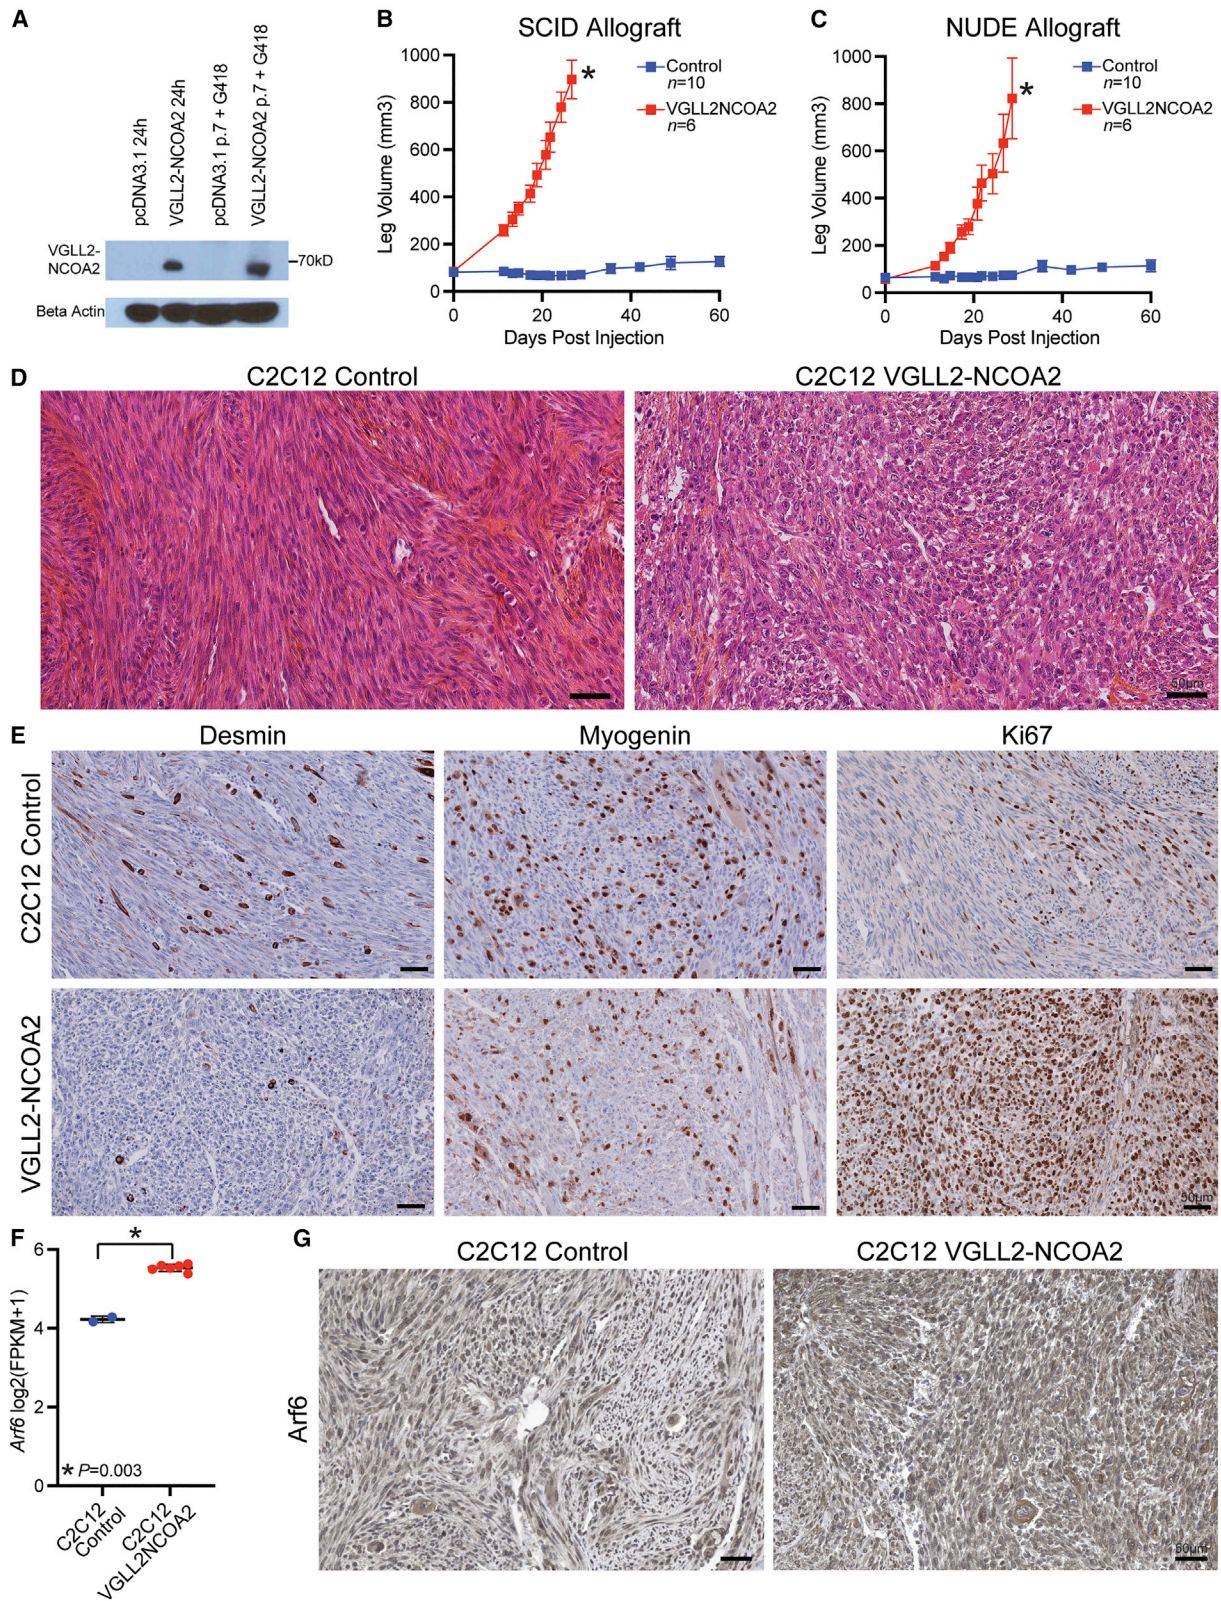 A
pcDNA3.1 24h
VGLL2-NCOA2 24h
pcDNA3.1 p.7 + G418
VGLL2-NCOA2 p.7 + G418
VGLL2-
NCOA2
70kD
Beta Actin
B
SCID Allograft
Leg Volume (mm3)
1000
800
600
400
200
0
0
20
40
60
Days Post Injection
Control
n=10
VGLL2NCOA2
n=6
*
C
NUDE Allograft
Leg Volume (mm3)
1000
800
600
400
200
0
0
20
40
60
Days Post Injection
Control
n=10
VGLL2NCOA2
n=6
*
D
C2C12 Control
C2C12 VGLL2-NCOA2
50µm
E
Desmin
Myogenin
Ki67
C2C12 Control
VGLL2-NCOA2
50µm
F
Arf6 log2(FPKM+1)
6
4
2
0
*
* P=0.003
C2C12
Control
C2C12
VGLL2NCOA2
G
C2C12 Control
C2C12 VGLL2-NCOA2
Arf6
50µm